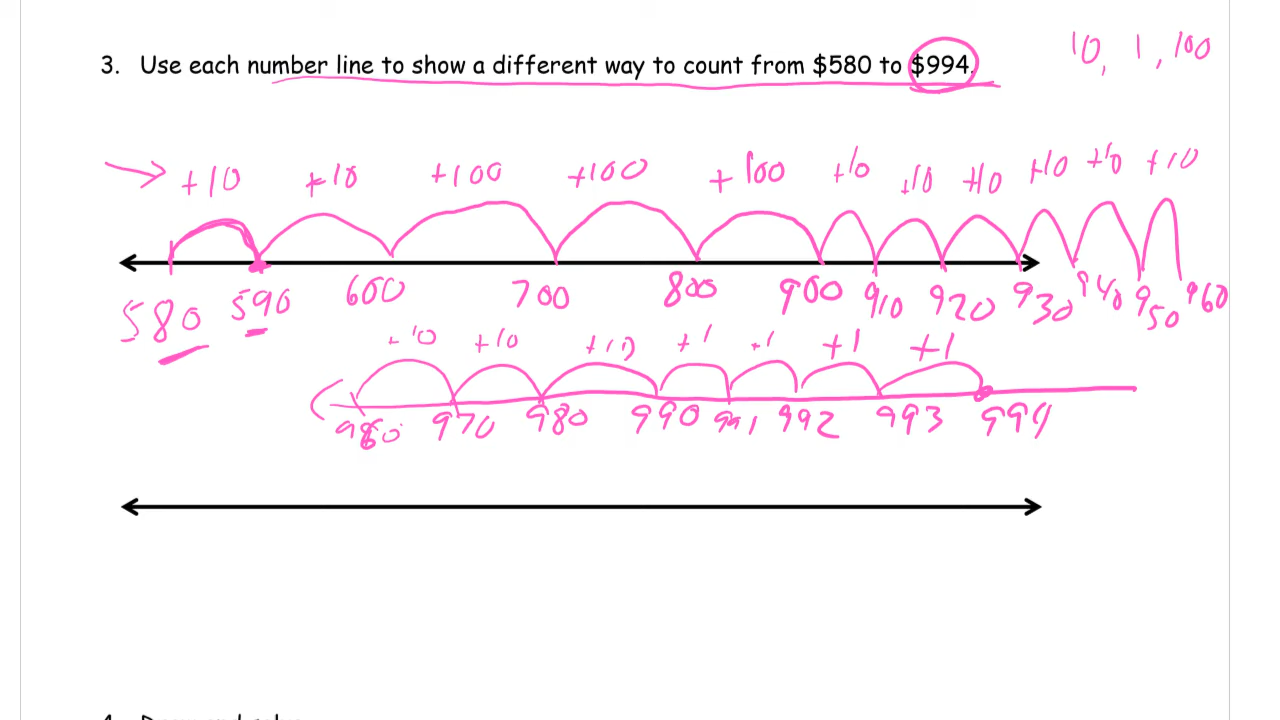 3. Use each number line to show a different way to count from $580 to $994.
10, 1, 100
+10 +10 +100 +100 +100 +10 +10 +10 +10 +10 +10
580 590 600 700 800 900 910 920 930 940 950 960
+10 +10 +10 +1 +1 +1 +1
960 970 980 990 991 992 993 994